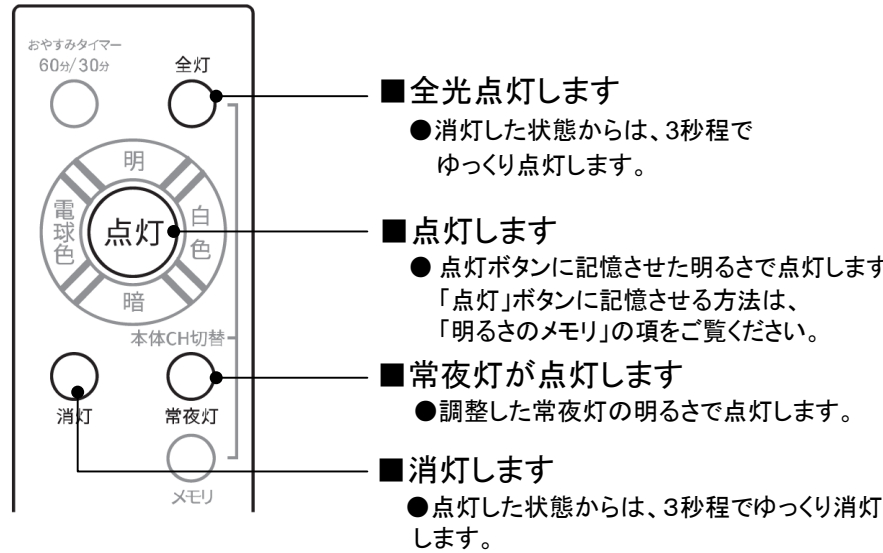 おやすみタイマー
60分/30分
全灯
明
電球色
点灯
白色
暗
本体CH切替
消灯
常夜灯
メモリ
■全光点灯します
●消灯した状態からは、3秒程で
ゆっくり点灯します。
■点灯します
● 点灯ボタンに記憶させた明るさで点灯します
「点灯」ボタンに記憶させる方法は、
「明るさのメモリ」の項をご覧ください。
■常夜灯が点灯します
●調整した常夜灯の明るさで点灯します。
■消灯します
●点灯した状態からは、3秒程でゆっくり消灯
します。